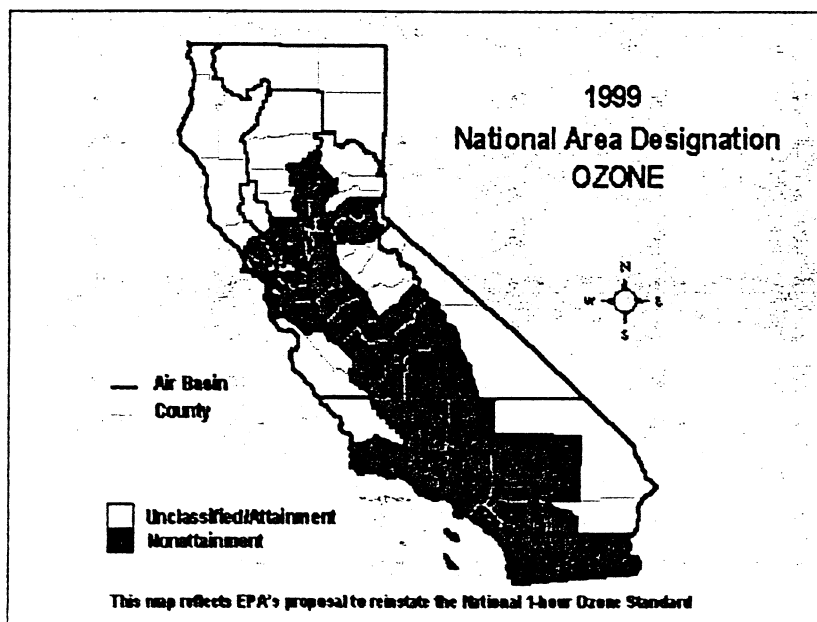 1999
National Area Designation
OZONE
N
W E
S
Air Basin
County
Unclassified/Attainment
Nonattainment
This map reflects EPA's proposal to reinstate the National 1-hour Ozone Standard